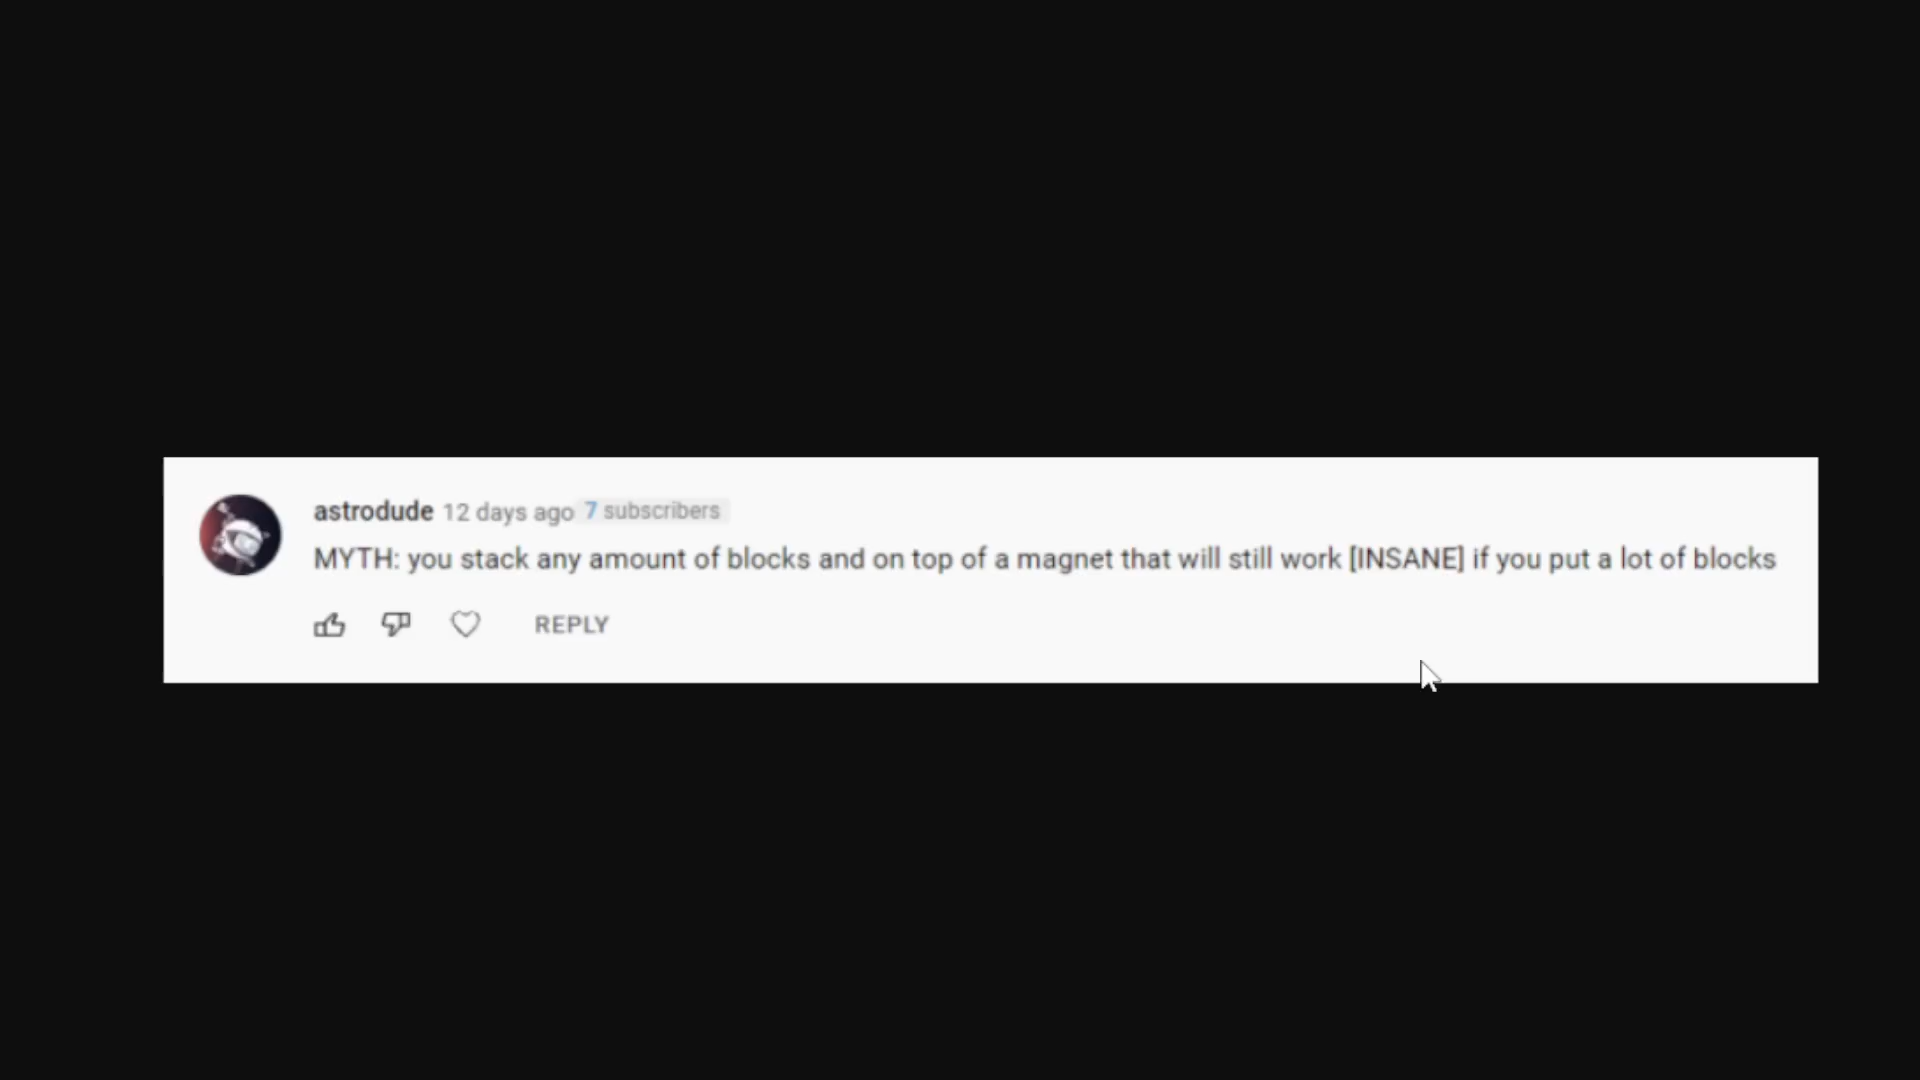 astrodude 12 days ago 7 subscribers
MYTH: you stack any amount of blocks and on top of a magnet that will still work [INSANE] if you put a lot of blocks
REPLY